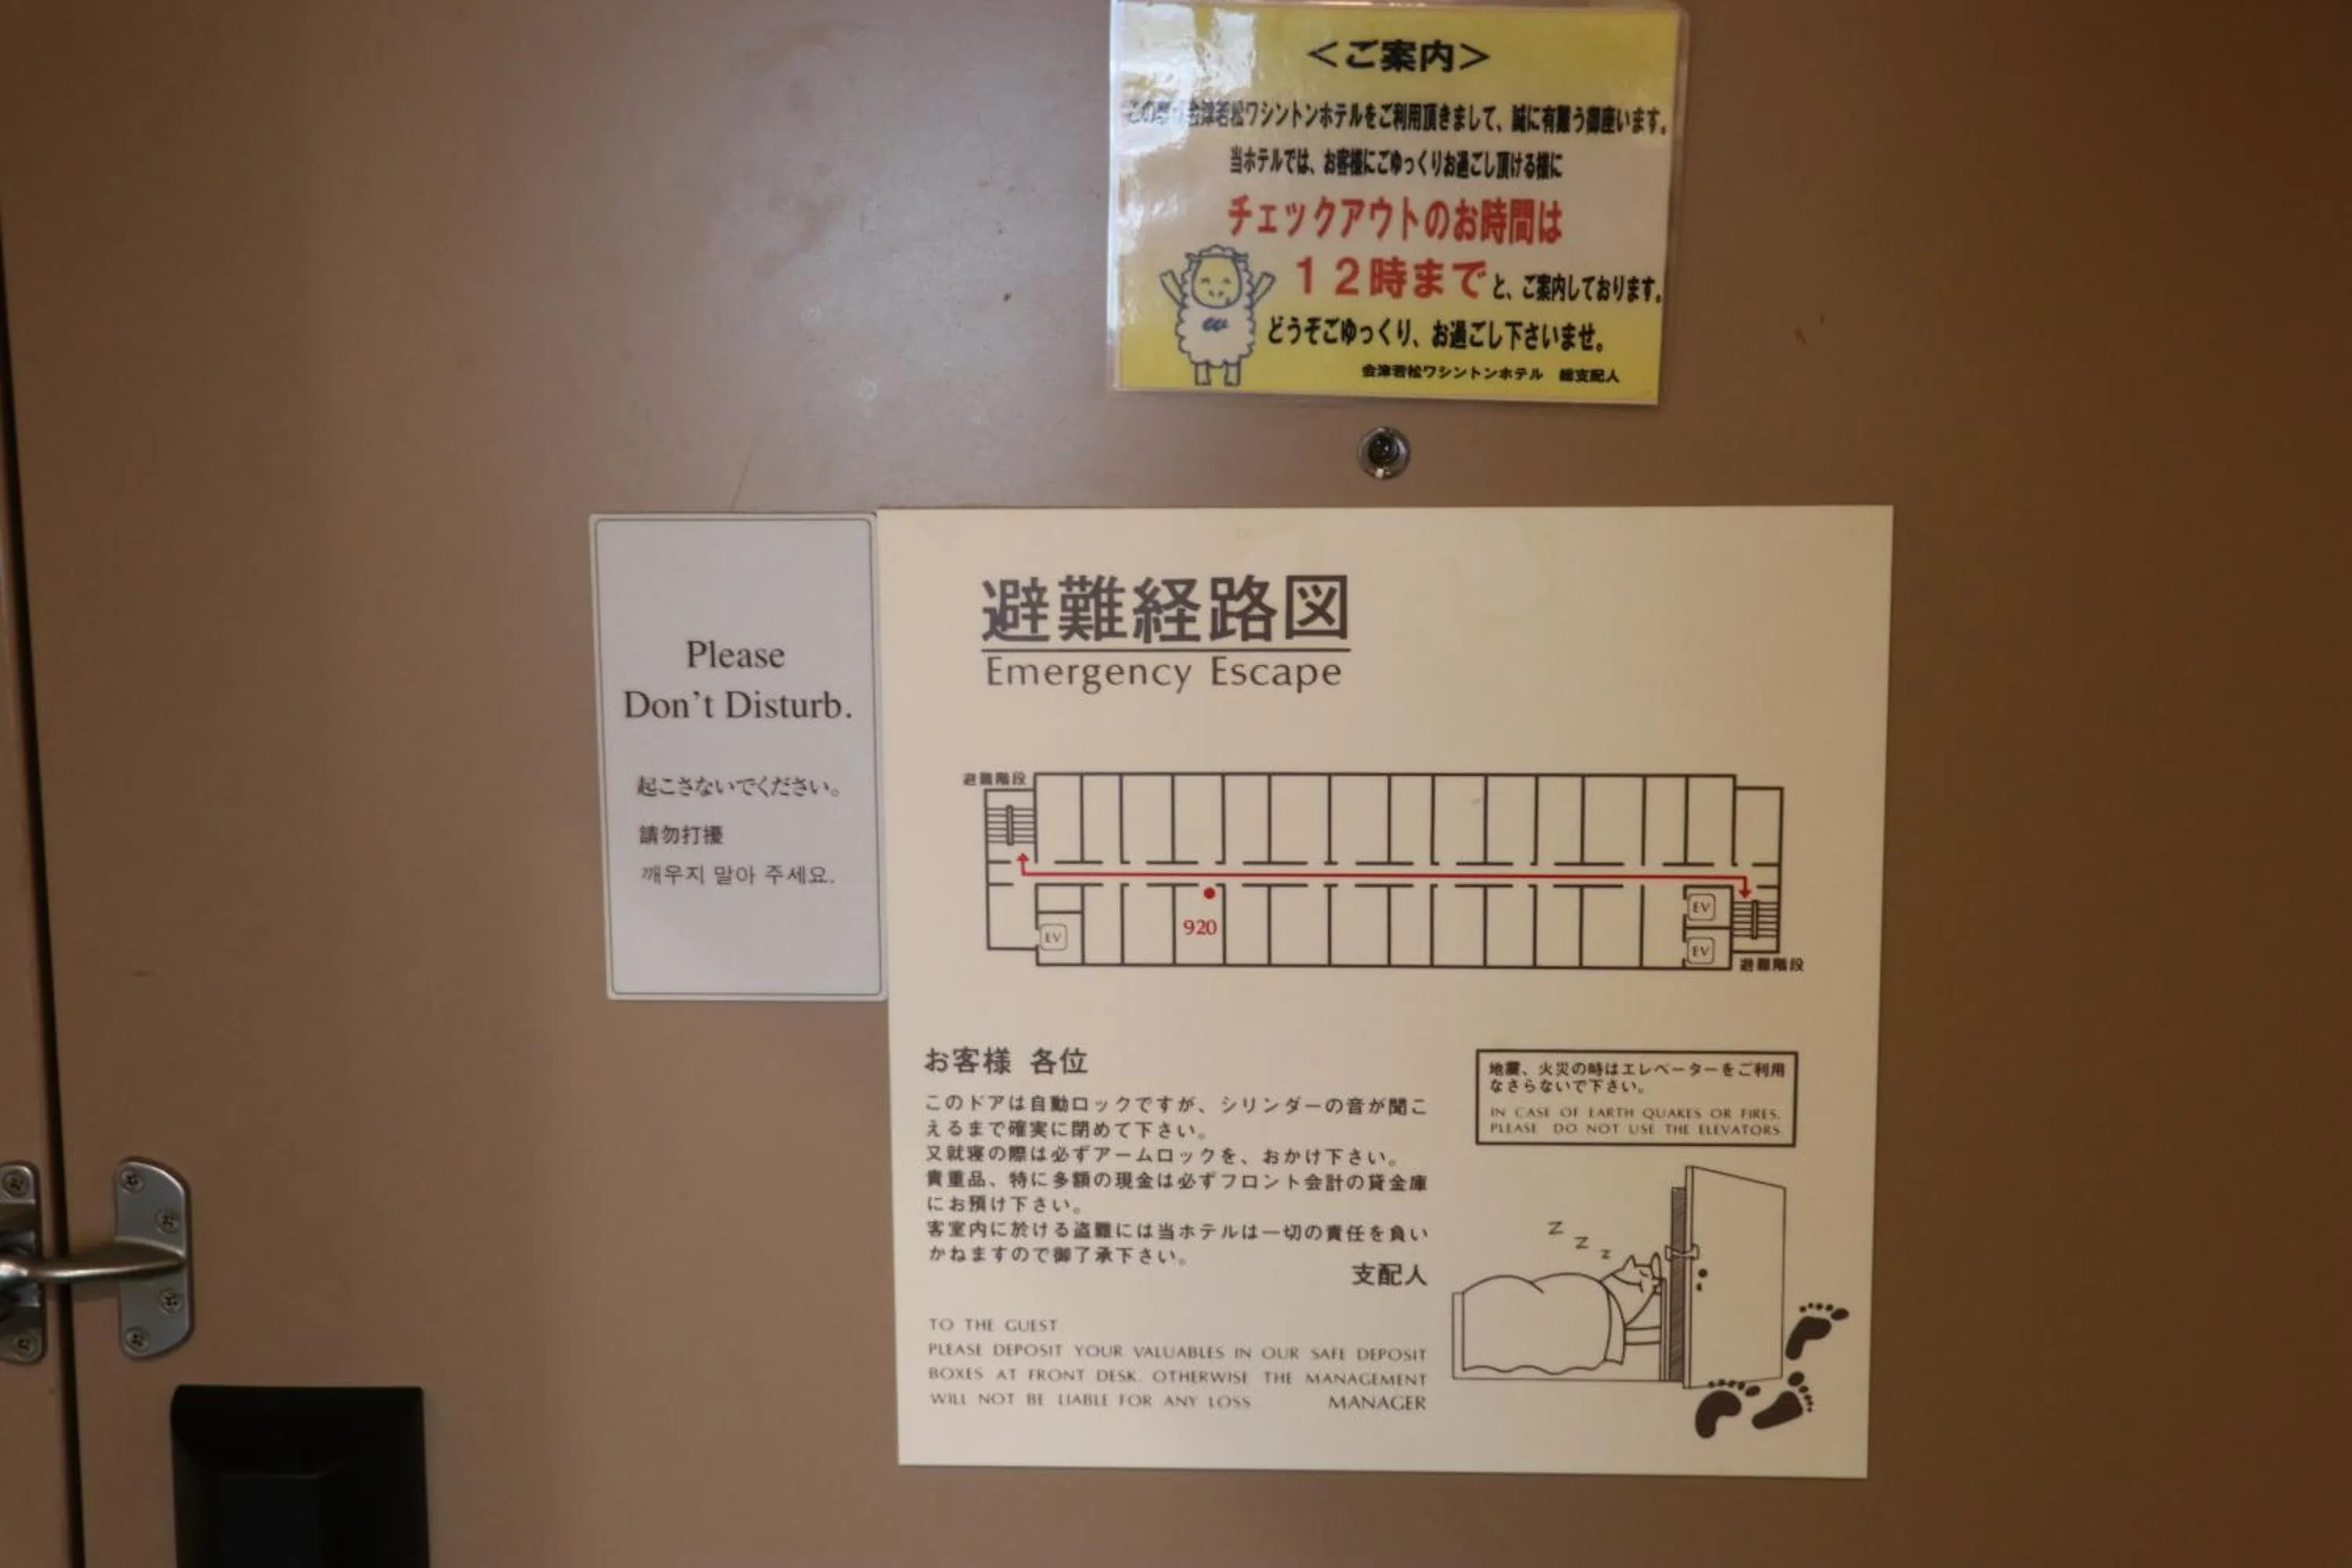 <ご案内>
この度は会津若松ワシントンホテルをご利用頂きまして、誠に有難う御座います。
当ホテルでは、お客様にごゆっくりお過ごし頂ける様に
チェックアウトのお時間は
12時までと、ご案内しております。
どうぞごゆっくり、お過ごし下さいませ。
会津若松ワシントンホテル 総支配人
Please
Don't Disturb.
起こさないでください。
請勿打擾
깨우지 말아 주세요.
避難経路図
Emergency Escape
避難階段
920
EV
EV
EV
避難階段
お客様 各位
このドアは自動ロックですが、シリンダーの音が聞こ
えるまで確実に閉めて下さい。
又就寝の際は必ずアームロックを、おかけ下さい。
貴重品、特に多額の現金は必ずフロント会計の貸金庫
にお預け下さい。
客室内に於ける盗難には当ホテルは一切の責任を負い
かねますので御了承下さい。
支配人
TO THE GUEST
PLEASE DEPOSIT YOUR VALUABLES IN OUR SAFE DEPOSIT
BOXES AT FRONT DESK. OTHERWISE THE MANAGEMENT
WILL NOT BE LIABLE FOR ANY LOSS MANAGER
地震、火災の時はエレベーターをご利用
なさらないで下さい。
IN CASE OF EARTH QUAKES OR FIRES.
PLEASE DO NOT USE THE ELEVATORS
Z Z Z